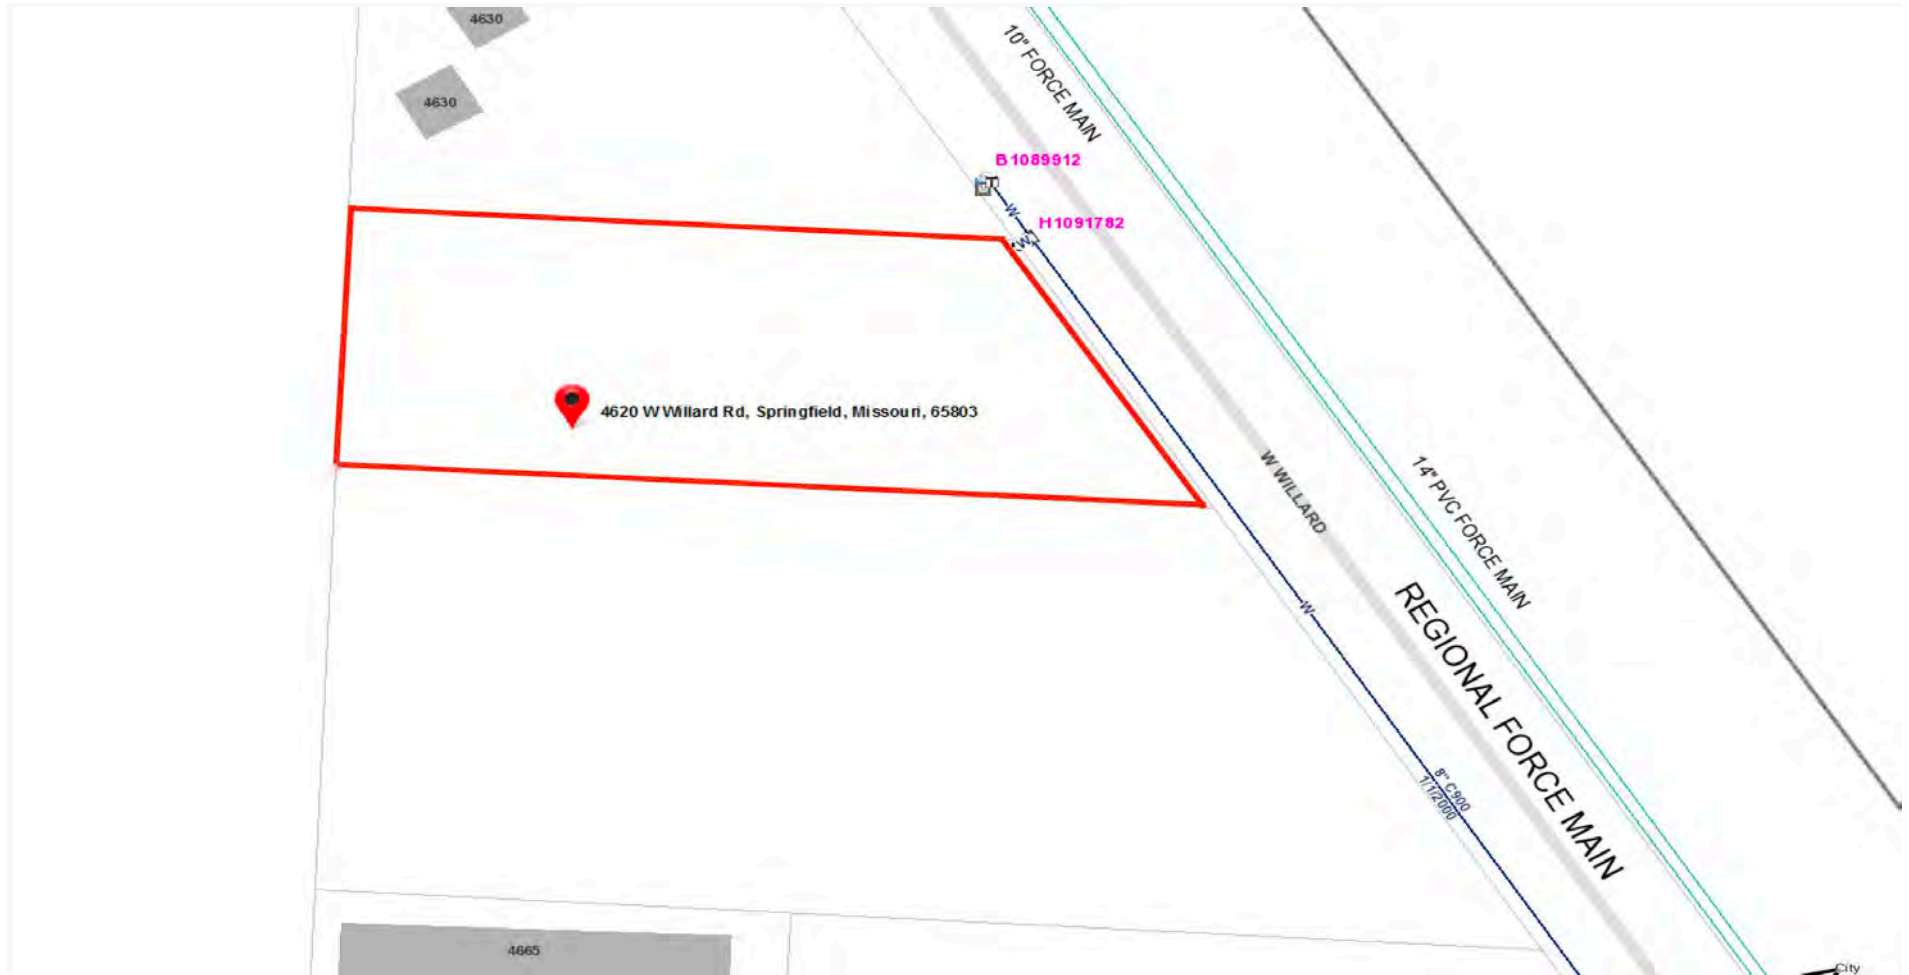 4630
10" FORCE MAIN
4630
B1089912
W
H1091782
W
4620 W Willard Rd, Springfield, Missouri, 65803
W WILLARD
14" PVC FORCE MAIN
W
REGIONAL FORCE MAIN
8" C900
1/1/2000
4665
City